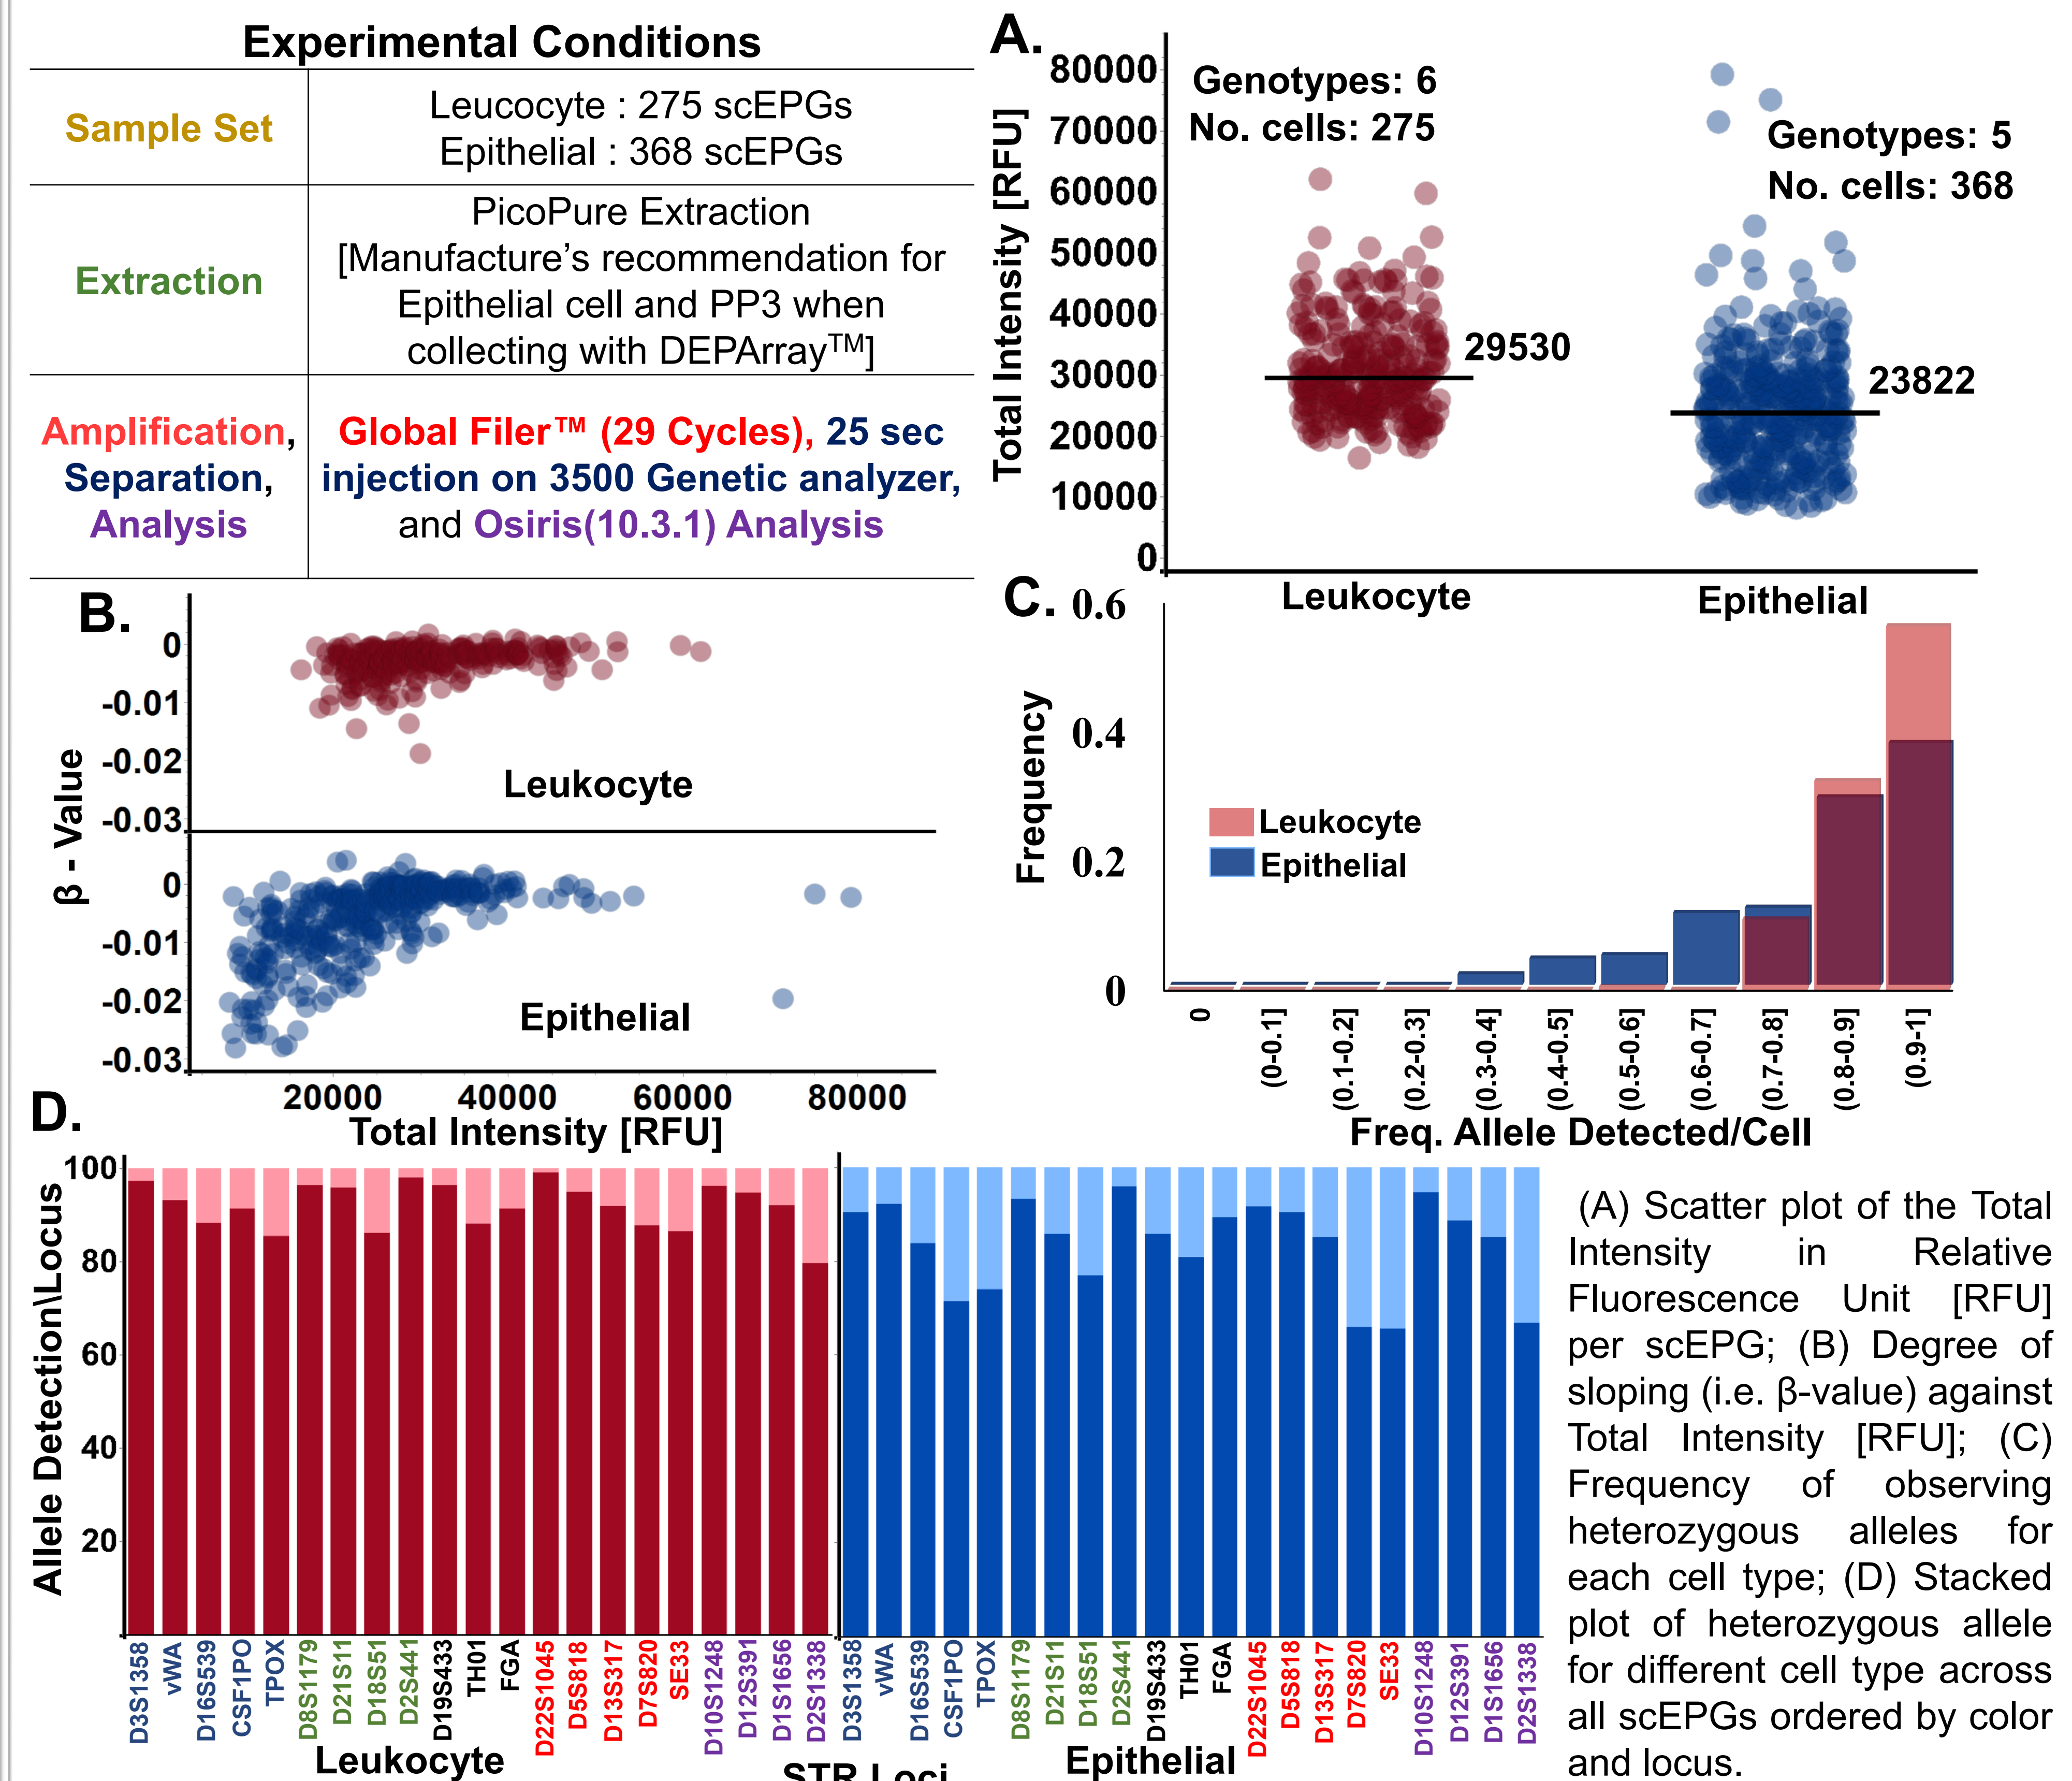 Experimental Conditions
Sample Set
Leucocyte : 275 scEPGs
Epithelial : 368 scEPGs
Extraction
PicoPure Extraction
[Manufacture’s recommendation for
Epithelial cell and PP3 when
collecting with DEPArray™]
Amplification,
Separation,
Analysis
Global Filer™ (29 Cycles), 25 sec
injection on 3500 Genetic analyzer,
and Osiris(10.3.1) Analysis
A.
Total Intensity [RFU]
80000
70000
60000
50000
40000
30000
20000
10000
0
Genotypes: 6
No. cells: 275
29530
Genotypes: 5
No. cells: 368
23822
Leukocyte
Epithelial
B.
β - Value
0
-0.01
-0.02
-0.03
Leukocyte
0
-0.01
-0.02
-0.03
Epithelial
20000
40000
60000
80000
Total Intensity [RFU]
C.
Frequency
0.6
0.4
0.2
0
Leukocyte
Epithelial
0
(0-0.1]
(0.1-0.2]
(0.2-0.3]
(0.3-0.4]
(0.4-0.5]
(0.5-0.6]
(0.6-0.7]
(0.7-0.8]
(0.8-0.9]
(0.9-1]
Freq. Allele Detected/Cell
D.
Allele Detection\Locus
100
80
60
40
20
D3S1358
vWA
D16S539
CSF1PO
TPOX
D8S1179
D21S11
D18S51
D2S441
D19S433
TH01
FGA
D22S1045
D5S818
D13S317
D7S820
SE33
D10S1248
D12S391
D1S1656
D2S1338
Leukocyte
D3S1358
vWA
D16S539
CSF1PO
TPOX
D8S1179
D21S11
D18S51
D2S441
D19S433
TH01
FGA
D22S1045
D5S818
D13S317
D7S820
SE33
D10S1248
D12S391
D1S1656
D2S1338
Epithelial
STR Loci
(A) Scatter plot of the Total
Intensity in Relative
Fluorescence Unit [RFU]
per scEPG; (B) Degree of
sloping (i.e. β-value) against
Total Intensity [RFU]; (C)
Frequency of observing
heterozygous alleles for
each cell type; (D) Stacked
plot of heterozygous allele
for different cell type across
all scEPGs ordered by color
and locus.